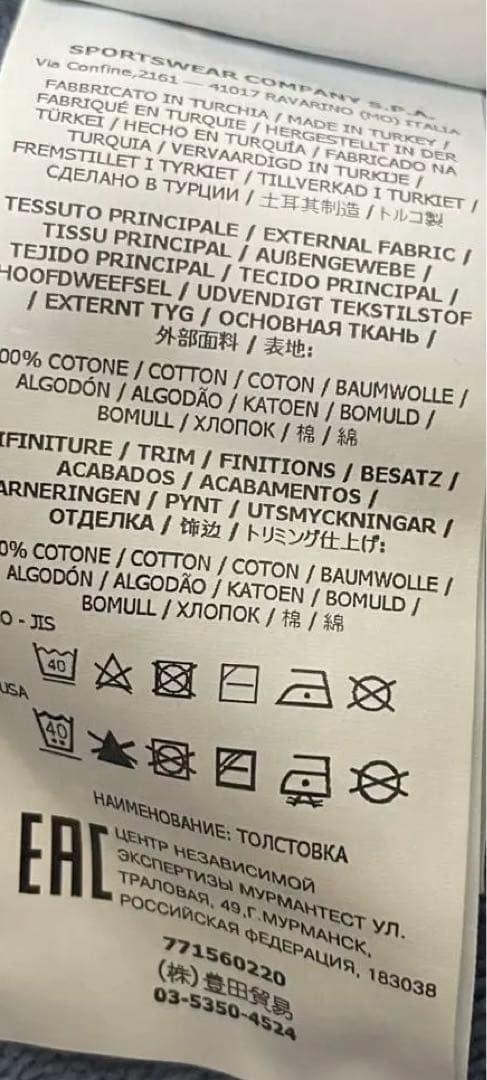 SPORTSWEAR COMPANY S.P.A.
Via Confine,2161 — 41017 RAVARINO (MO) ITALIA
FABBRICATO IN TURCHIA / MADE IN TURKEY /
FABRIQUÉ EN TURQUIE / HERGESTELLT IN DER
TÜRKEI / HECHO EN TURQUÍA / FABRICADO NA
TURQUIA / VERVAARDIGD IN TURKIJE /
FREMSTILLET I TYRKIET / TILLVERKAD I TURKIET /
СДЕЛАНО В ТУРЦИИ / 土耳其制造 / トルコ製
TESSUTO PRINCIPALE / EXTERNAL FABRIC /
TISSU PRINCIPAL / AUßENGEWEBE /
TEJIDO PRINCIPAL / TECIDO PRINCIPAL /
HOOFDWEEFSEL / UDVENDIGT TEKSTILSTOF
/ EXTERNT TYG / ОСНОВНАЯ ТКАНЬ /
外部面料 / 表地:
00% COTONE / COTTON / COTON / BAUMWOLLE /
ALGODÓN / ALGODÃO / KATOEN / BOMULD /
BOMULL / ХЛОПОК / 棉 / 綿
IFINITURE / TRIM / FINITIONS / BESATZ /
ACABADOS / ACABAMENTOS /
ARNERINGEN / PYNT / UTSMYCKNINGAR /
ОТДЕЛКА / 饰边 / トリミング仕上げ:
0% COTONE / COTTON / COTON / BAUMWOLLE /
ALGODÓN / ALGODÃO / KATOEN / BOMULD /
BOMULL / ХЛОПОК / 棉 / 綿
O - JIS
40
USA
40
НАИМЕНОВАНИЕ: ТОЛСТОВКА
EAC
ЦЕНТР НЕЗАВИСИМОЙ
ЭКСПЕРТИЗЫ МУРМАНТЕСТ УЛ.
ТРАЛОВАЯ, 49,Г.МУРМАНСК,
РОССИЙСКАЯ ФЕДЕРАЦИЯ, 183038
771560220
(株)豊田貿易
03-5350-4524